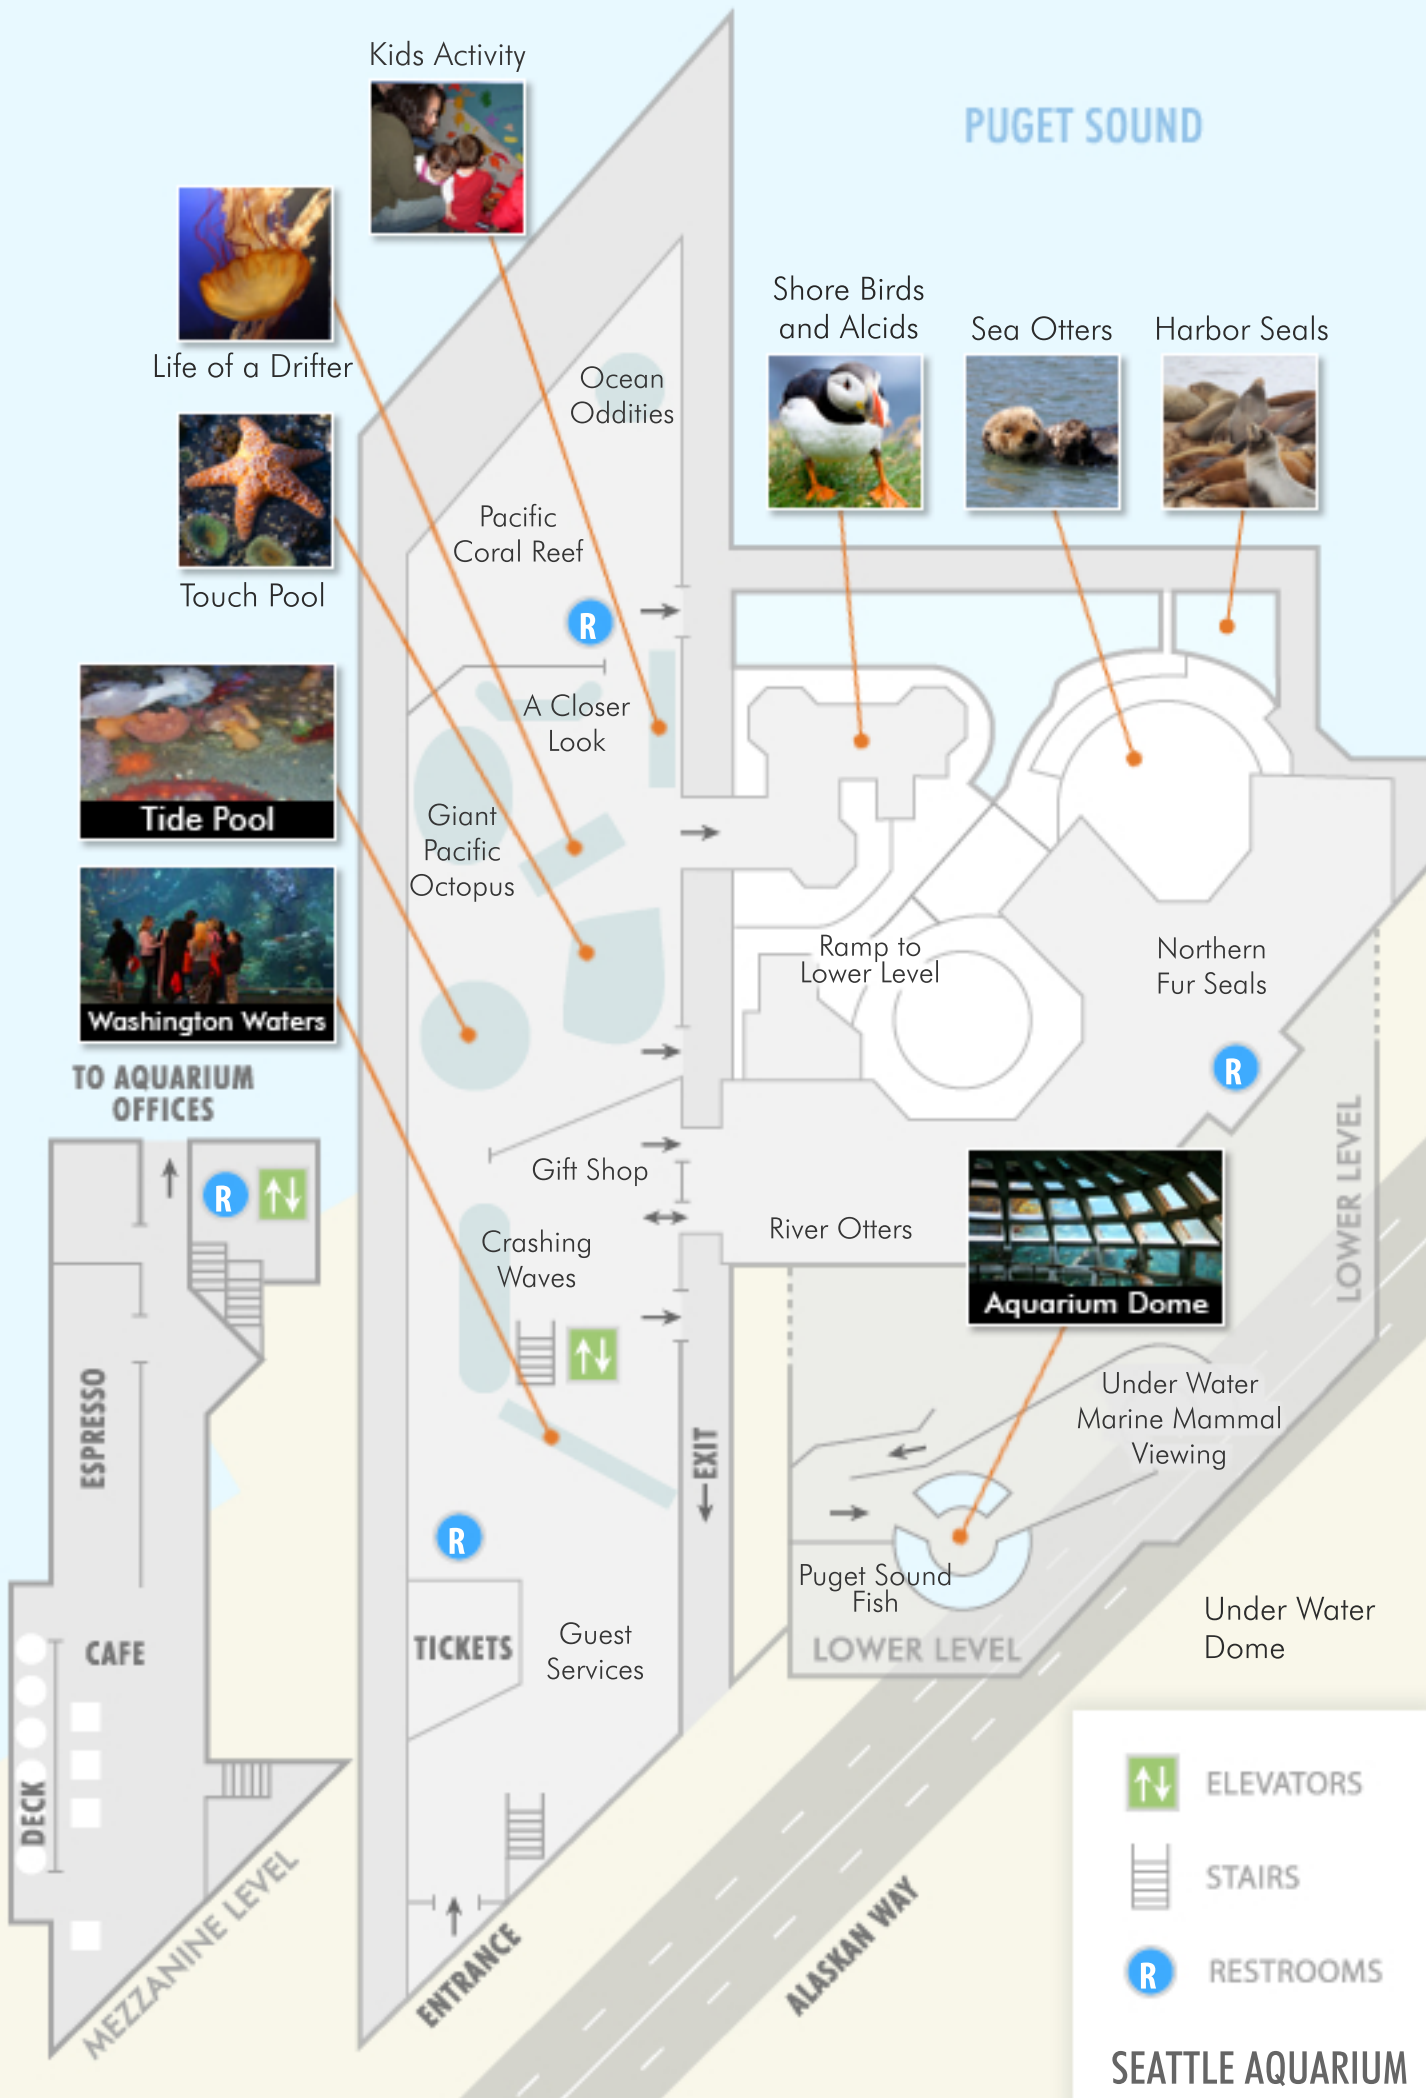 Kids Activity
PUGET SOUND
Life of a Drifter
Shore Birds
and Alcids
Sea Otters
Harbor Seals
Ocean
Oddities
Touch Pool
Pacific
Coral Reef
R
A Closer
Look
Tide Pool
Giant
Pacific
Octopus
Washington Waters
Ramp to
Lower Level
Northern
Fur Seals
R
TO AQUARIUM
OFFICES
R
Gift Shop
River Otters
Crashing
Waves
Aquarium Dome
LOWER LEVEL
ESPRESSO
EXIT
Under Water
Marine Mammal
Viewing
R
Puget Sound
Fish
LOWER LEVEL
Under Water
Dome
CAFE
TICKETS
Guest
Services
DECK
MEZZANINE LEVEL
ENTRANCE
ALASKAN WAY
ELEVATORS
STAIRS
R
RESTROOMS
SEATTLE AQUARIUM